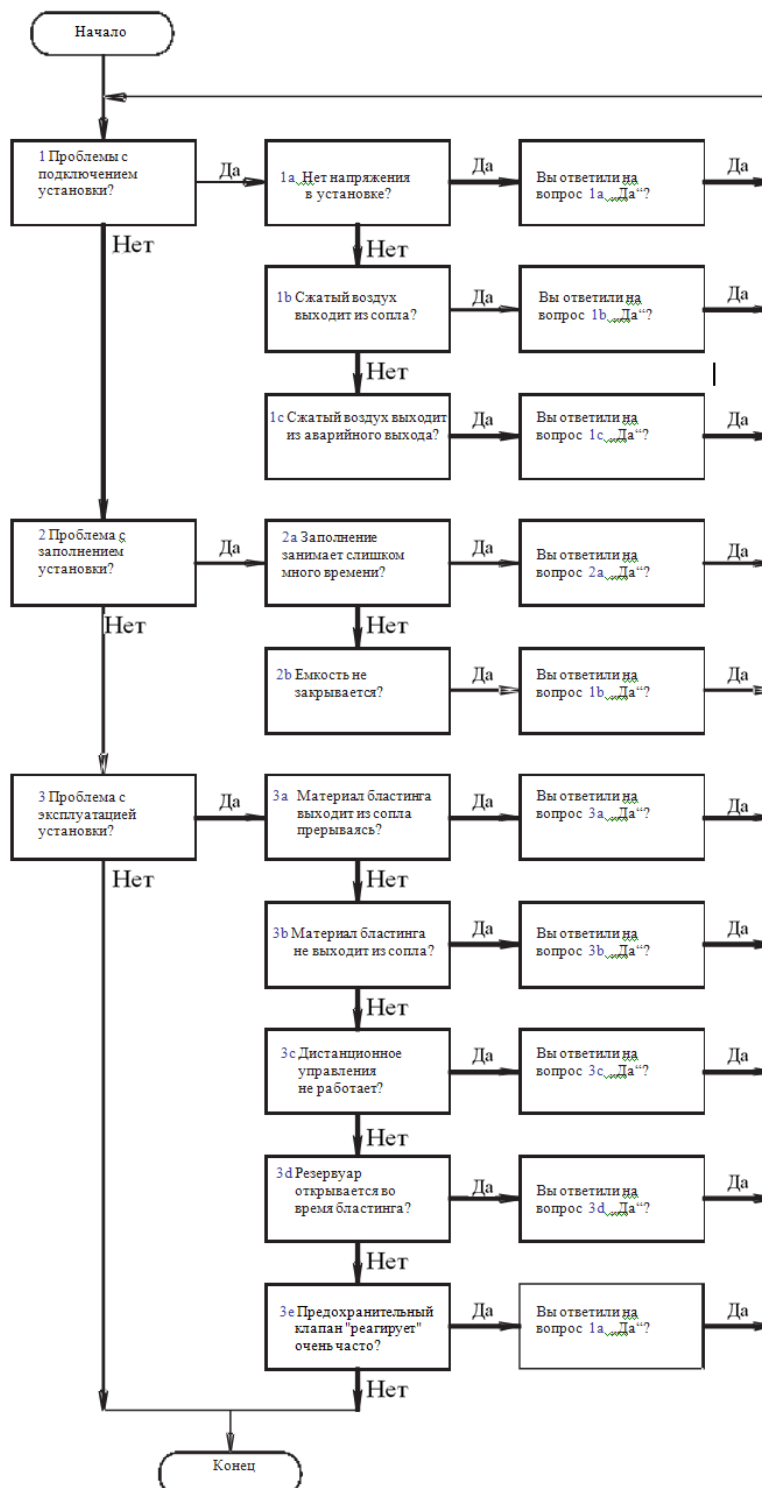 Начало
1 Проблемы с
подключением
установки?
Да
1a Нет напряжения
в установке?
Да
Вы ответили на
вопрос 1a „Да“?
Да
Нет
Нет
1b Сжатый воздух
выходит из сопла?
Да
Вы ответили на
вопрос 1b „Да“?
Да
Нет
1c Сжатый воздух выходит
из аварийного выхода?
Да
Вы ответили на
вопрос 1c „Да“?
Да
2 Проблема с
заполнением
установки?
Да
2a Заполнение
занимает слишком
много времени?
Да
Вы ответили на
вопрос 2a „Да“?
Да
Нет
Нет
2b Емкость не
закрывается?
Да
Вы ответили на
вопрос 1b „Да“?
Да
3 Проблема с
эксплуатацией
установки?
Да
3a Материал бластинга
выходит из сопла
прерываясь?
Да
Вы ответили на
вопрос 3a „Да“?
Да
Нет
Нет
3b Материал бластинга
не выходит из сопла?
Да
Вы ответили на
вопрос 3b „Да“?
Да
Нет
3c Дистанционное
управления
не работает?
Да
Вы ответили на
вопрос 3c „Да“?
Да
Нет
3d Резервуар
открывается во
время бластинга?
Да
Вы ответили на
вопрос 3d „Да“?
Да
Нет
3e Предохранительный
клапан "реагирует"
очень часто?
Да
Вы ответили на
вопрос 1a „Да“?
Да
Нет
Конец